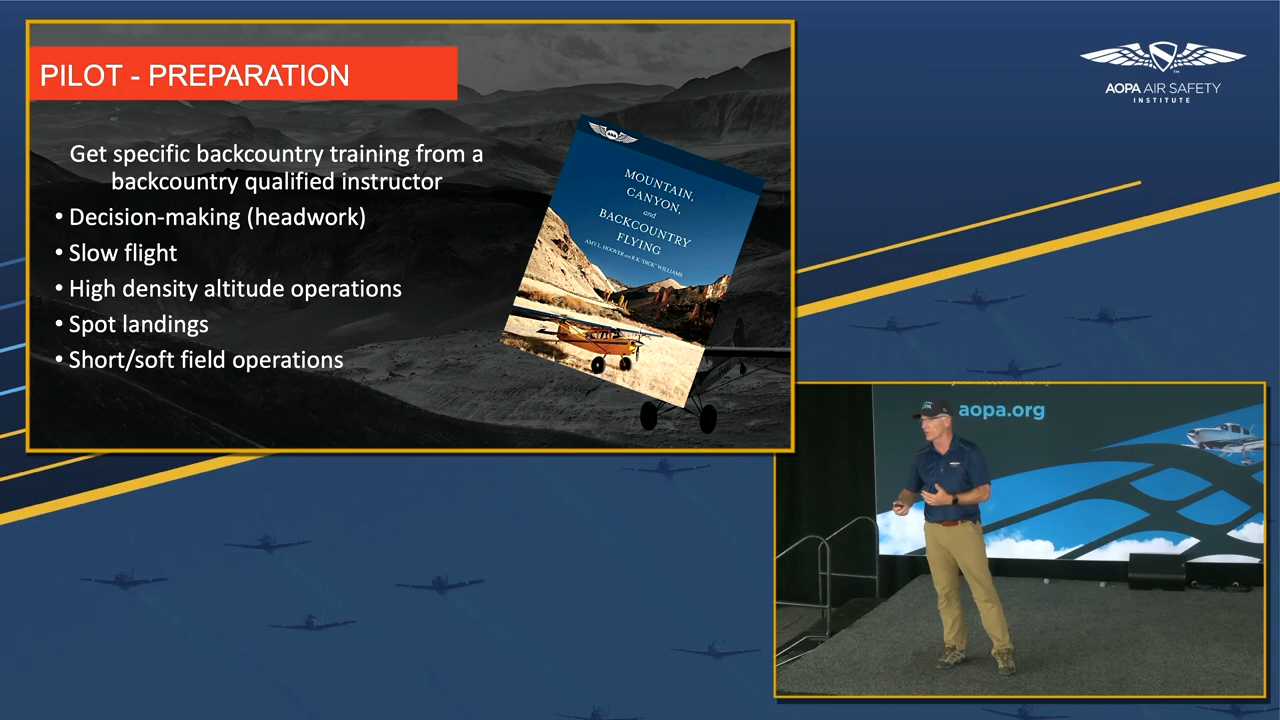 PILOT - PREPARATION
Get specific backcountry training from a
backcountry qualified instructor
• Decision-making (headwork)
• Slow flight
• High density altitude operations
• Spot landings
• Short/soft field operations
ASA
MOUNTAIN,
CANYON,
and
BACKCOUNTRY
FLYING
AMY L. HOOVER and R.K. "DICK" WILLIAMS
AOPA AIR SAFETY
INSTITUTE
TM
aopa.org